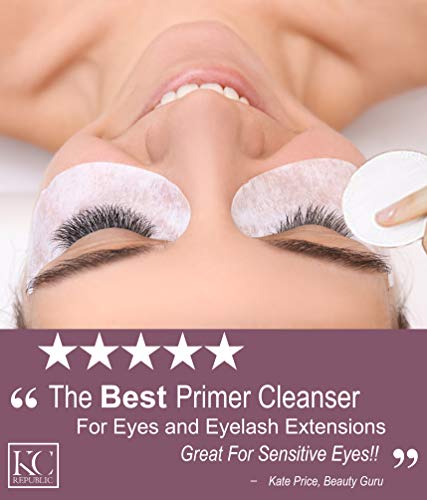 “ The Best Primer Cleanser
For Eyes and Eyelash Extensions
Great For Sensitive Eyes!! ”
– Kate Price, Beauty Guru
KC
REPUBLIC